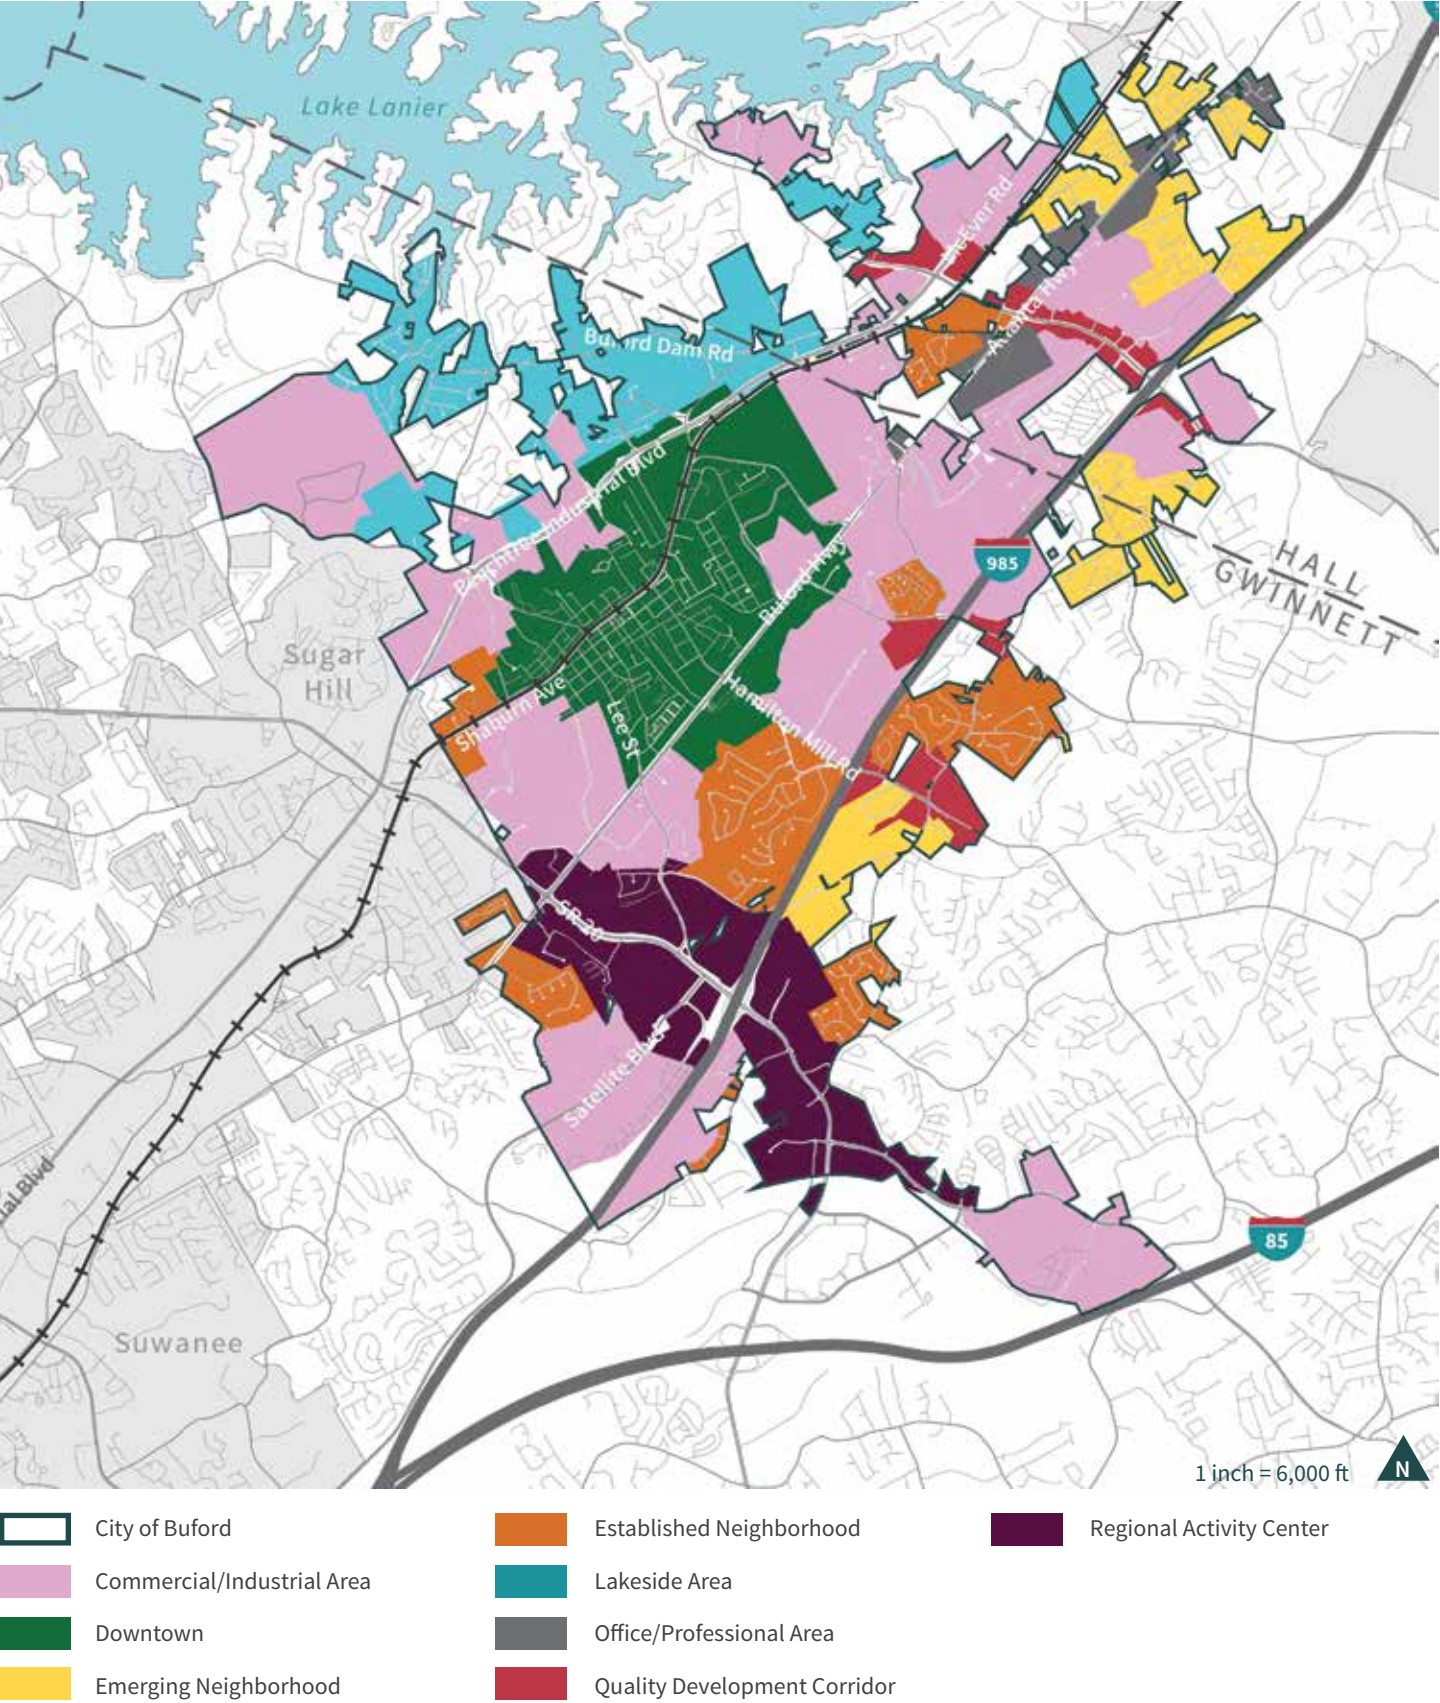 Lake Lanier
McEver Rd
Buford Dam Rd
Atlanta Hwy
Peachtree Industrial Blvd
985
HALL
GWINNETT
Buford Hwy
Sugar
Hill
Shadburn Ave
Lee St
Hamilton Mill Rd
SR 20
Satellite Blvd
ial Blvd
85
Suwanee
1 inch = 6,000 ft
N
City of Buford
Established Neighborhood
Regional Activity Center
Commercial/Industrial Area
Lakeside Area
Downtown
Office/Professional Area
Emerging Neighborhood
Quality Development Corridor